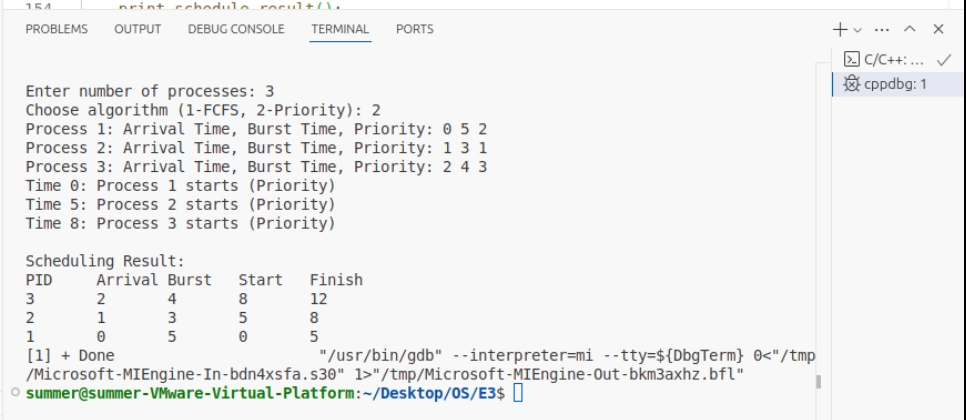 154 print_schedule_result();
PROBLEMS OUTPUT DEBUG CONSOLE TERMINAL PORTS
C/C++: ...
cppdbg: 1
Enter number of processes: 3
Choose algorithm (1-FCFS, 2-Priority): 2
Process 1: Arrival Time, Burst Time, Priority: 0 5 2
Process 2: Arrival Time, Burst Time, Priority: 1 3 1
Process 3: Arrival Time, Burst Time, Priority: 2 4 3
Time 0: Process 1 starts (Priority)
Time 5: Process 2 starts (Priority)
Time 8: Process 3 starts (Priority)
Scheduling Result:
PID Arrival Burst Start Finish
3 2 4 8 12
2 1 3 5 8
1 0 5 0 5
[1] + Done "/usr/bin/gdb" --interpreter=mi --tty=${DbgTerm} 0<"/tmp
/Microsoft-MIEngine-In-bdn4xsfa.s30" 1>"/tmp/Microsoft-MIEngine-Out-bkm3axhz.bfl"
summer@summer-VMware-Virtual-Platform:~/Desktop/OS/E3$